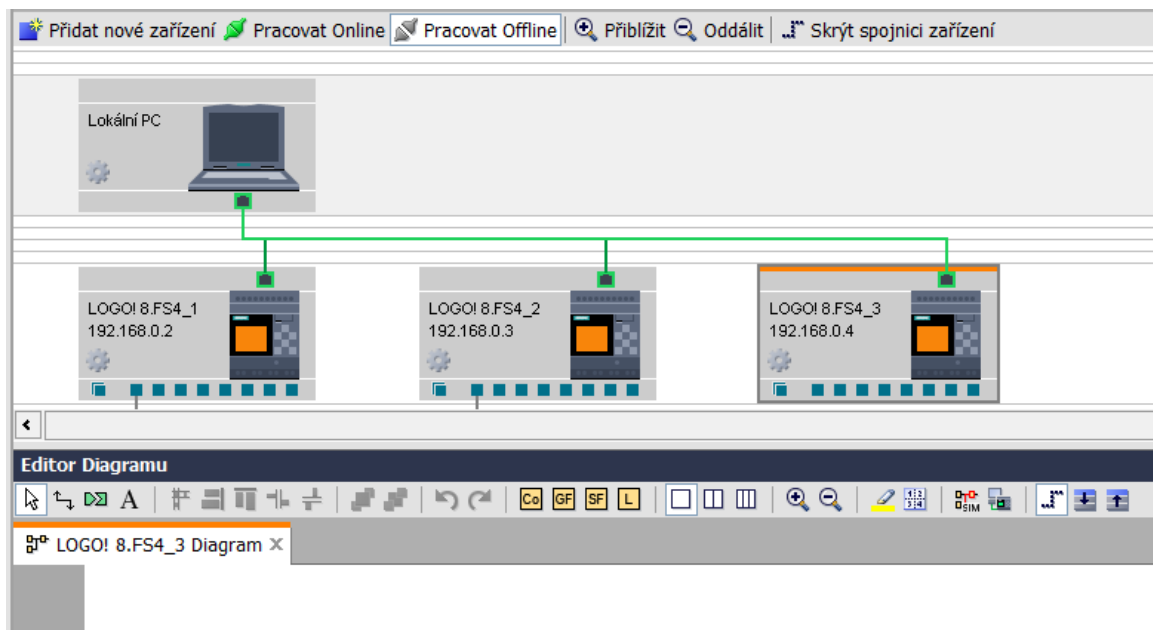 Přidat nové zařízení Pracovat Online Pracovat Offline Přiblížit Oddálit Skrýt spojnici zařízení
Lokální PC
LOGO! 8.FS4_1
192.168.0.2
LOGO! 8.FS4_2
192.168.0.3
LOGO! 8.FS4_3
192.168.0.4
Editor Diagramu
A Co GF SF L SIM
LOGO! 8.FS4_3 Diagram